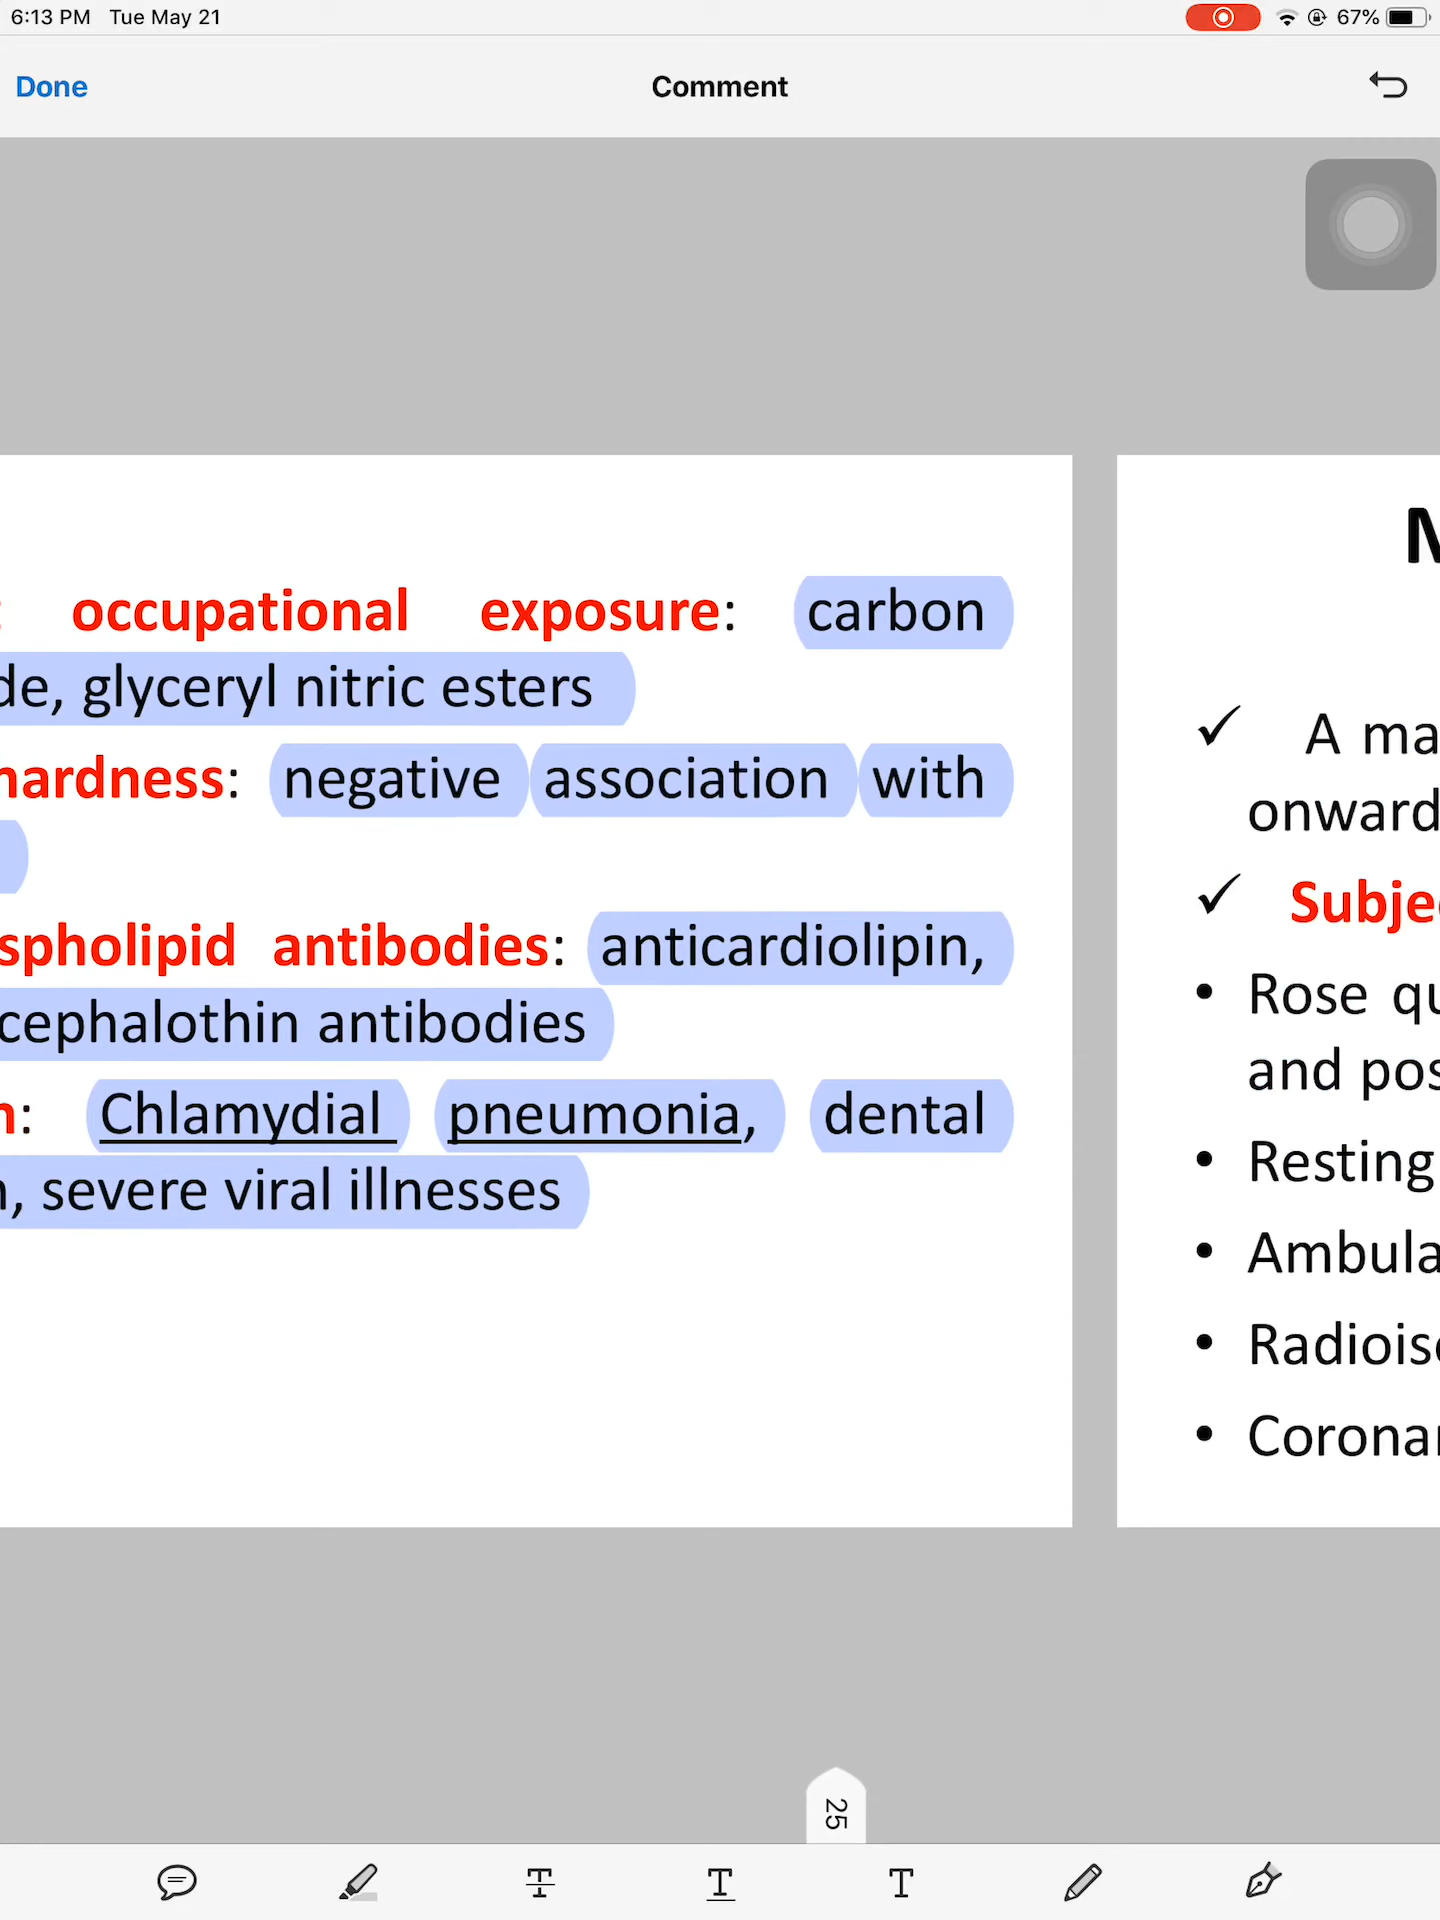 6:13 PM Tue May 21
67%
Done
Comment
occupational exposure: carbon
de, glyceryl nitric esters
hardness: negative association with
spholipid antibodies: anticardiolipin,
cephalothin antibodies
n: Chlamydial pneumonia, dental
n, severe viral illnesses
M
✓ A ma
onward
✓ Subje
• Rose qu
and pos
• Resting
• Ambula
• Radiois
• Corona
25